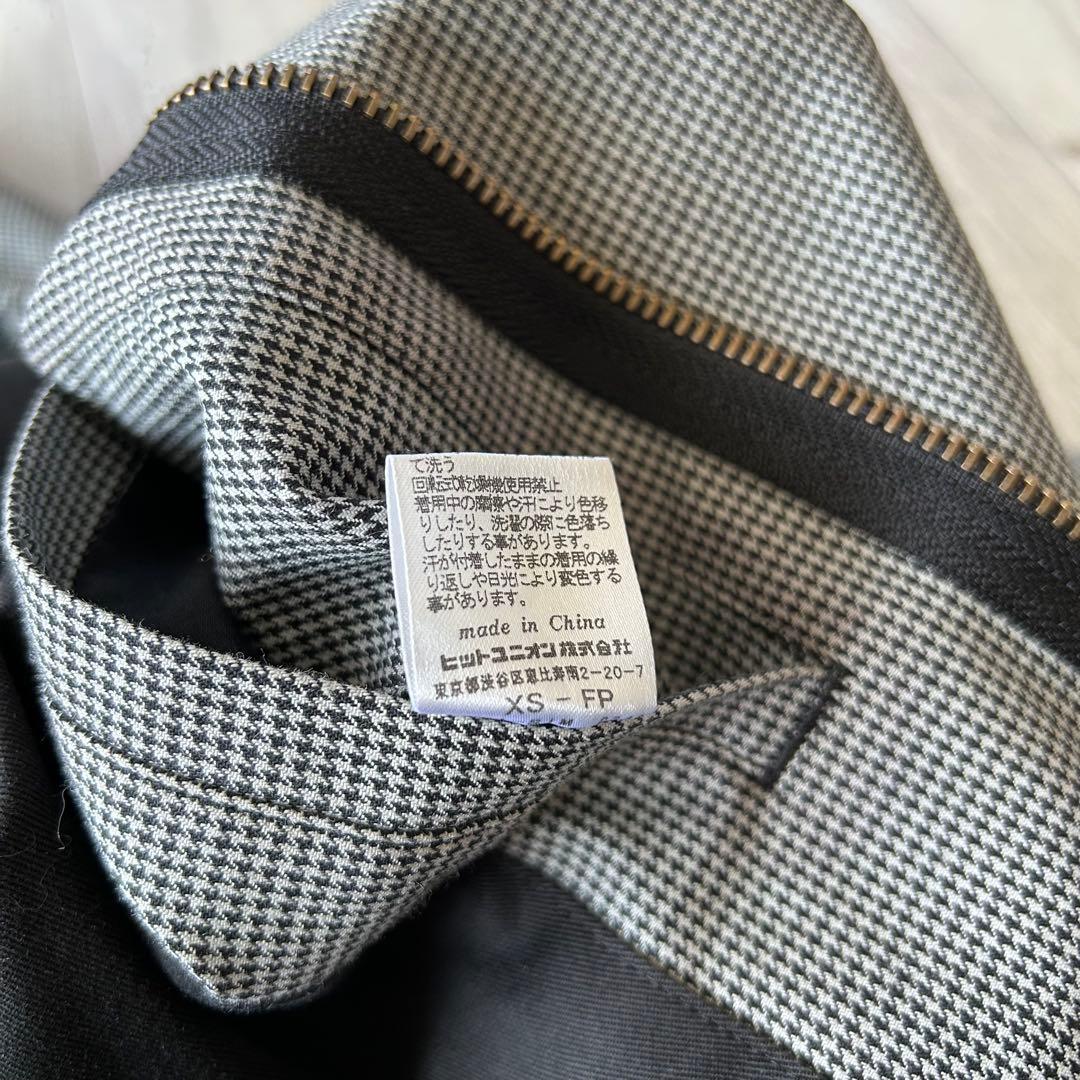 て洗う
回転式乾燥機使用禁止
着用中の磨擦や汗により色移
りしたり、洗濯の際に色落ち
したりする事があります。
汗が付着したままの着用の繰
り返しや日光により変色する
事があります。
made in China
ヒットユニオン株式会社
東京都渋谷区恵比寿南2-20-7
XS - FP